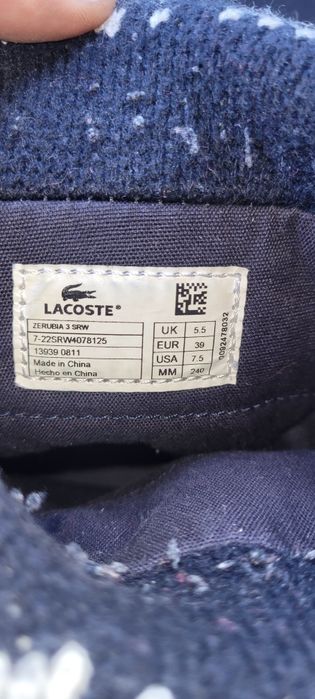 LACOSTE®
ZERUBIA 3 SRW
7-22SRW4078125
13939 0811
Made in China
Hecho en China
UK 5.5
EUR 39
USA 7.5
MM 240
0092478032